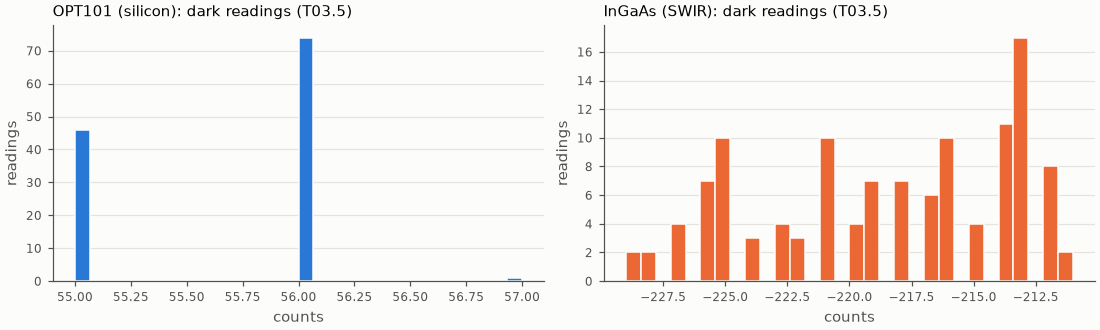 OPT101 (silicon): dark readings (T03.5)
readings
70
60
50
40
30
20
10
0
55.00 55.25 55.50 55.75 56.00 56.25 56.50 56.75 57.00
counts
InGaAs (SWIR): dark readings (T03.5)
readings
16
14
12
10
8
6
4
2
0
−227.5 −225.0 −222.5 −220.0 −217.5 −215.0 −212.5
counts